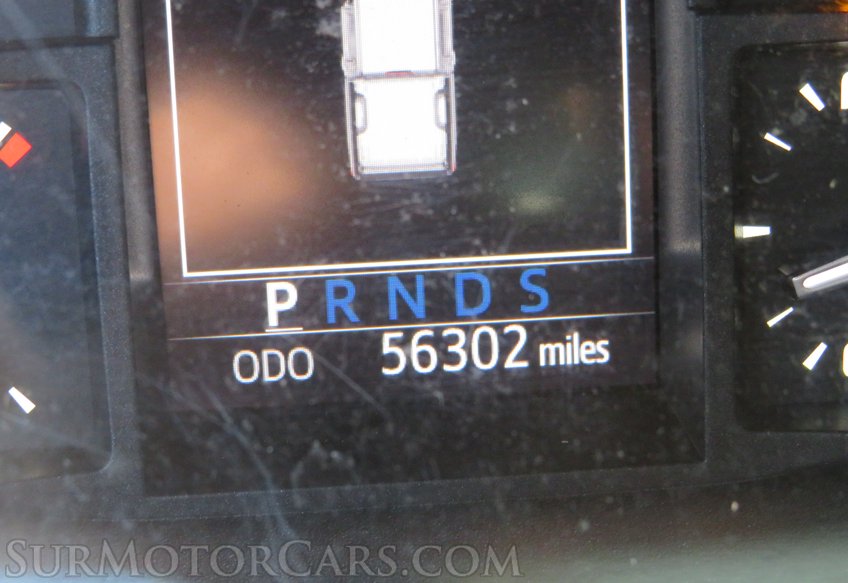 P R N D S
ODO 56302 miles
SURMOTORCARS.COM